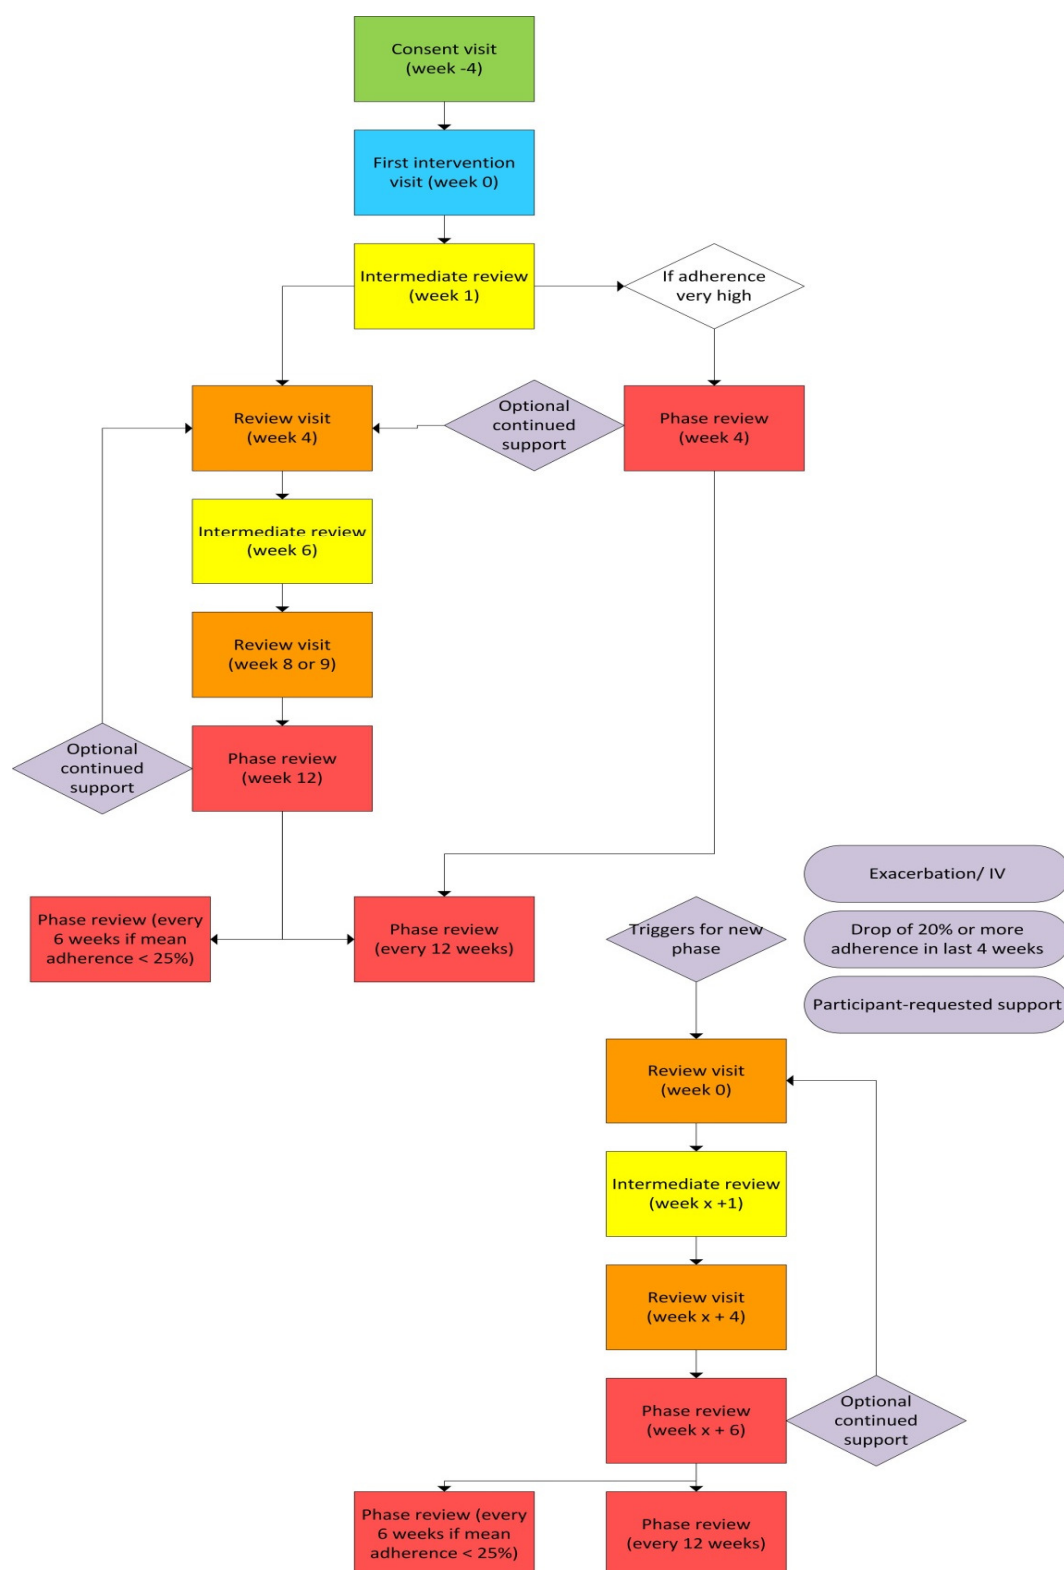 Consent visit
(week -4)
First intervention
visit (week 0)
Intermediate review
(week 1)
If adherence
very high
Review visit
(week 4)
Optional
continued
support
Phase review
(week 4)
Intermediate review
(week 6)
Review visit
(week 8 or 9)
Optional
continued
support
Phase review
(week 12)
Phase review (every
6 weeks if mean
adherence < 25%)
Phase review
(every 12 weeks)
Triggers for new
phase
Exacerbation/ IV
Drop of 20% or more
adherence in last 4 weeks
Participant-requested support
Review visit
(week 0)
Intermediate review
(week x +1)
Review visit
(week x + 4)
Phase review
(week x + 6)
Optional
continued
support
Phase review (every
6 weeks if mean
adherence < 25%)
Phase review
(every 12 weeks)